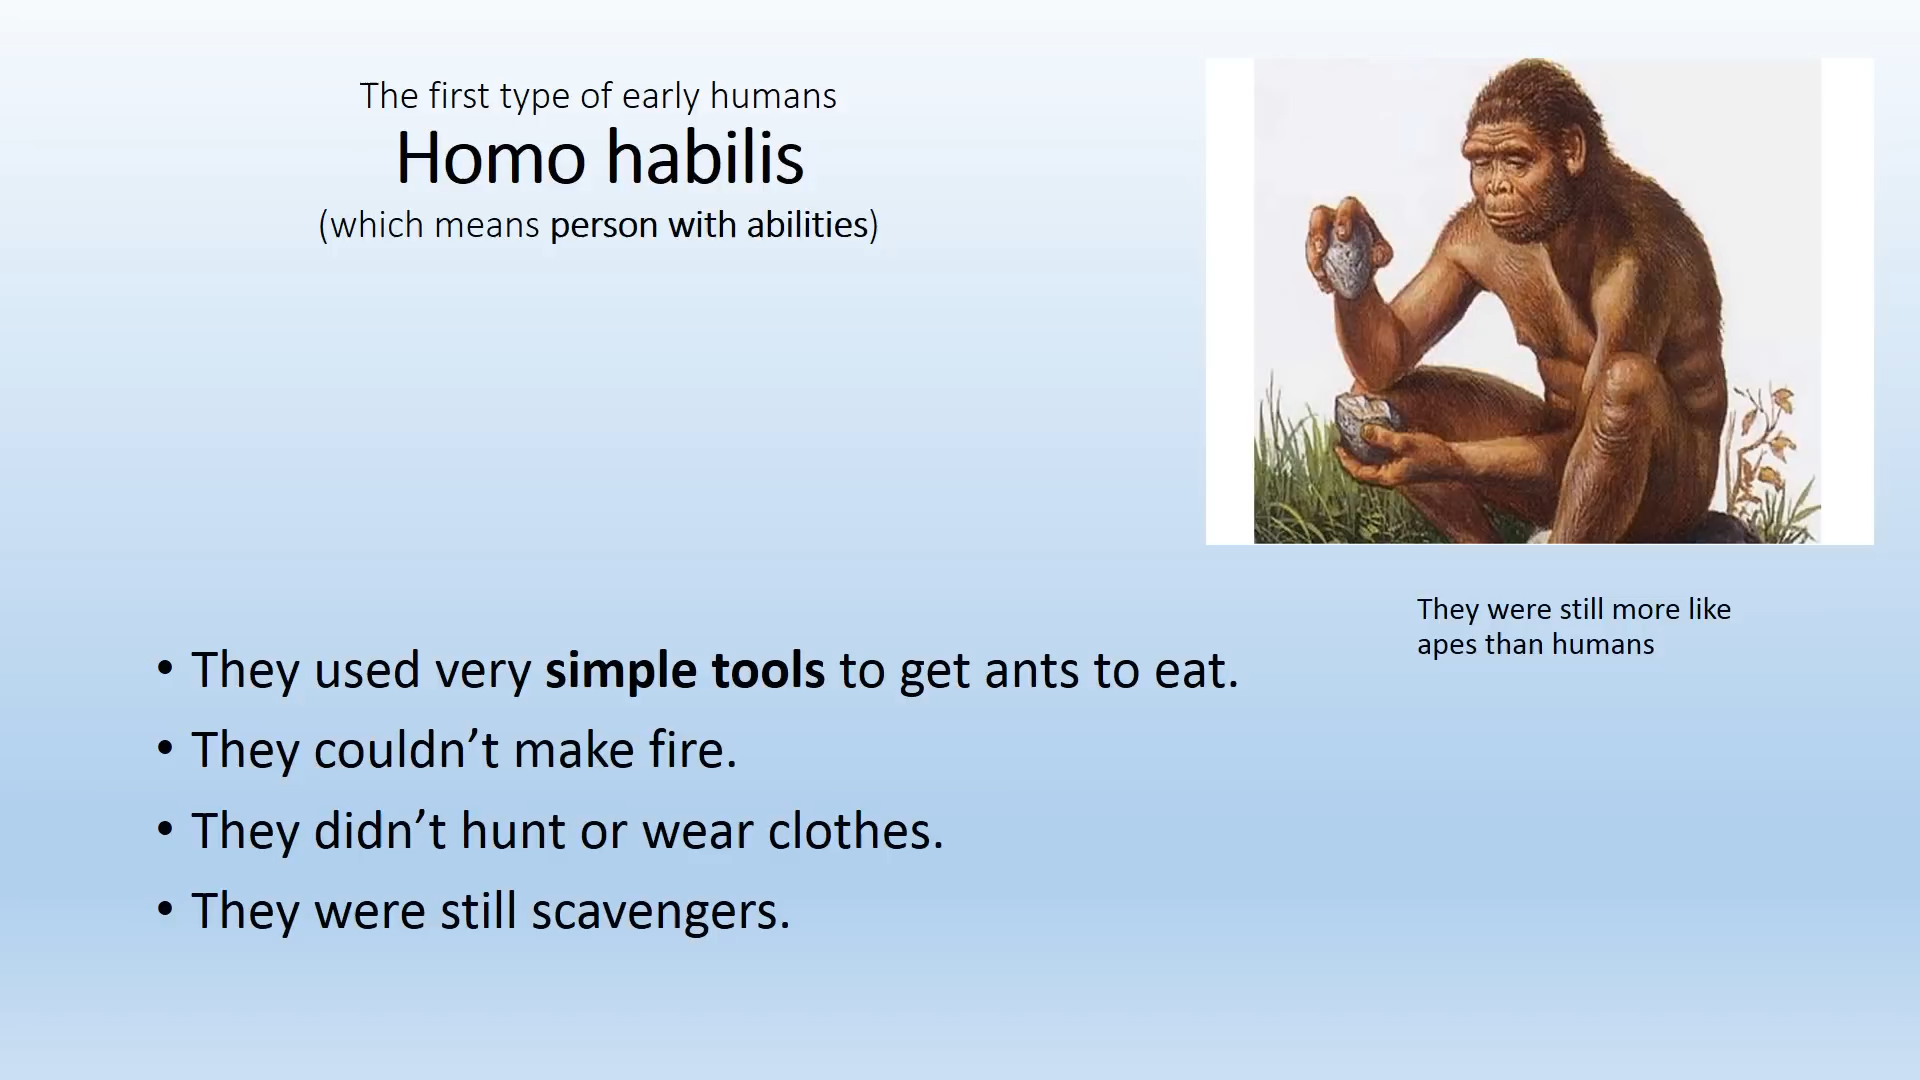 The first type of early humans
Homo habilis
(which means person with abilities)
They were still more like
apes than humans
• They used very simple tools to get ants to eat.
• They couldn’t make fire.
• They didn’t hunt or wear clothes.
• They were still scavengers.